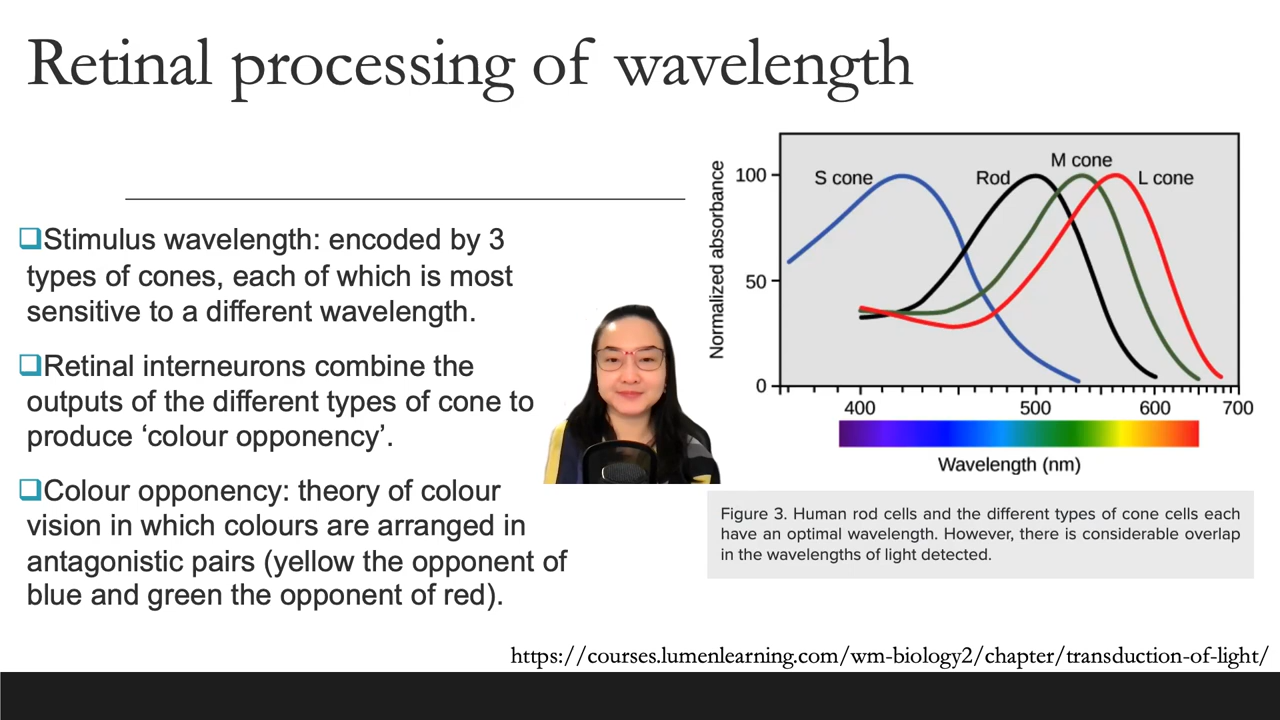 Retinal processing of wavelength
Stimulus wavelength: encoded by 3
types of cones, each of which is most
sensitive to a different wavelength.
Retinal interneurons combine the
outputs of the different types of cone to
produce ‘colour opponency’.
Colour opponency: theory of colour
vision in which colours are arranged in
antagonistic pairs (yellow the opponent of
blue and green the opponent of red).
Normalized absorbance
100
50
0
S cone
Rod
M cone
L cone
400 500 600 700
Wavelength (nm)
Figure 3. Human rod cells and the different types of cone cells each
have an optimal wavelength. However, there is considerable overlap
in the wavelengths of light detected.
https://courses.lumenlearning.com/wm-biology2/chapter/transduction-of-light/